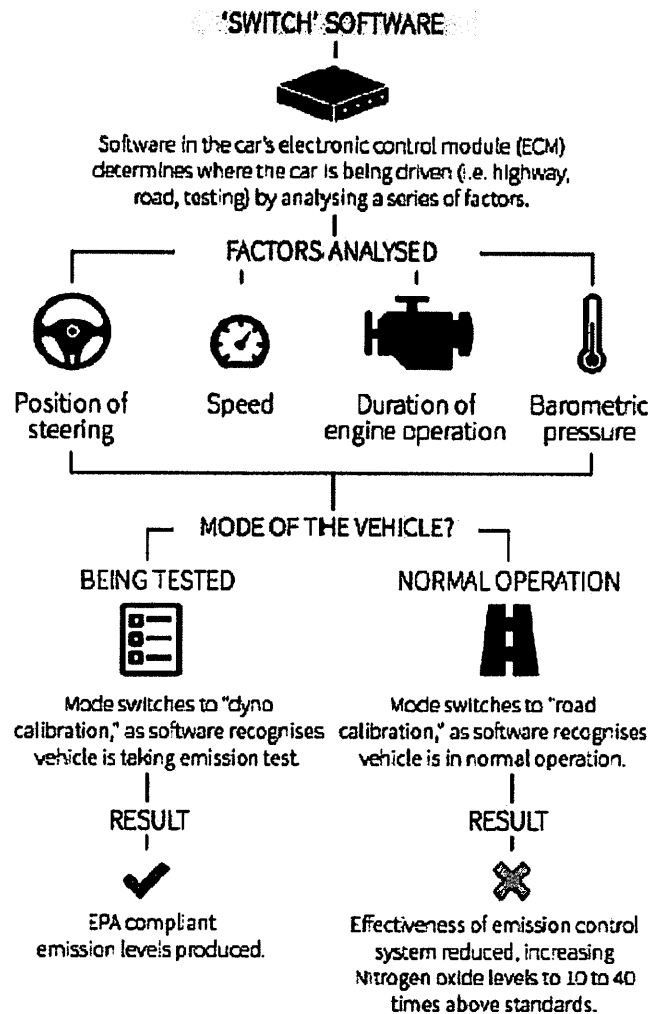 'SWITCH' SOFTWARE
Software in the car's electronic control module (ECM)
determines where the car is being driven (i.e. highway,
road, testing) by analysing a series of factors.
FACTORS ANALYSED
Position of
steering
Speed
Duration of
engine operation
Barometric
pressure
MODE OF THE VEHICLE?
BEING TESTED
Mode switches to "dyno
calibration," as software recognises
vehicle is taking emission test.
RESULT
EPA compliant
emission levels produced.
NORMAL OPERATION
Mode switches to "road
calibration," as software recognises
vehicle is in normal operation.
RESULT
Effectiveness of emission control
system reduced, increasing
Nitrogen oxide levels to 10 to 40
times above standards.